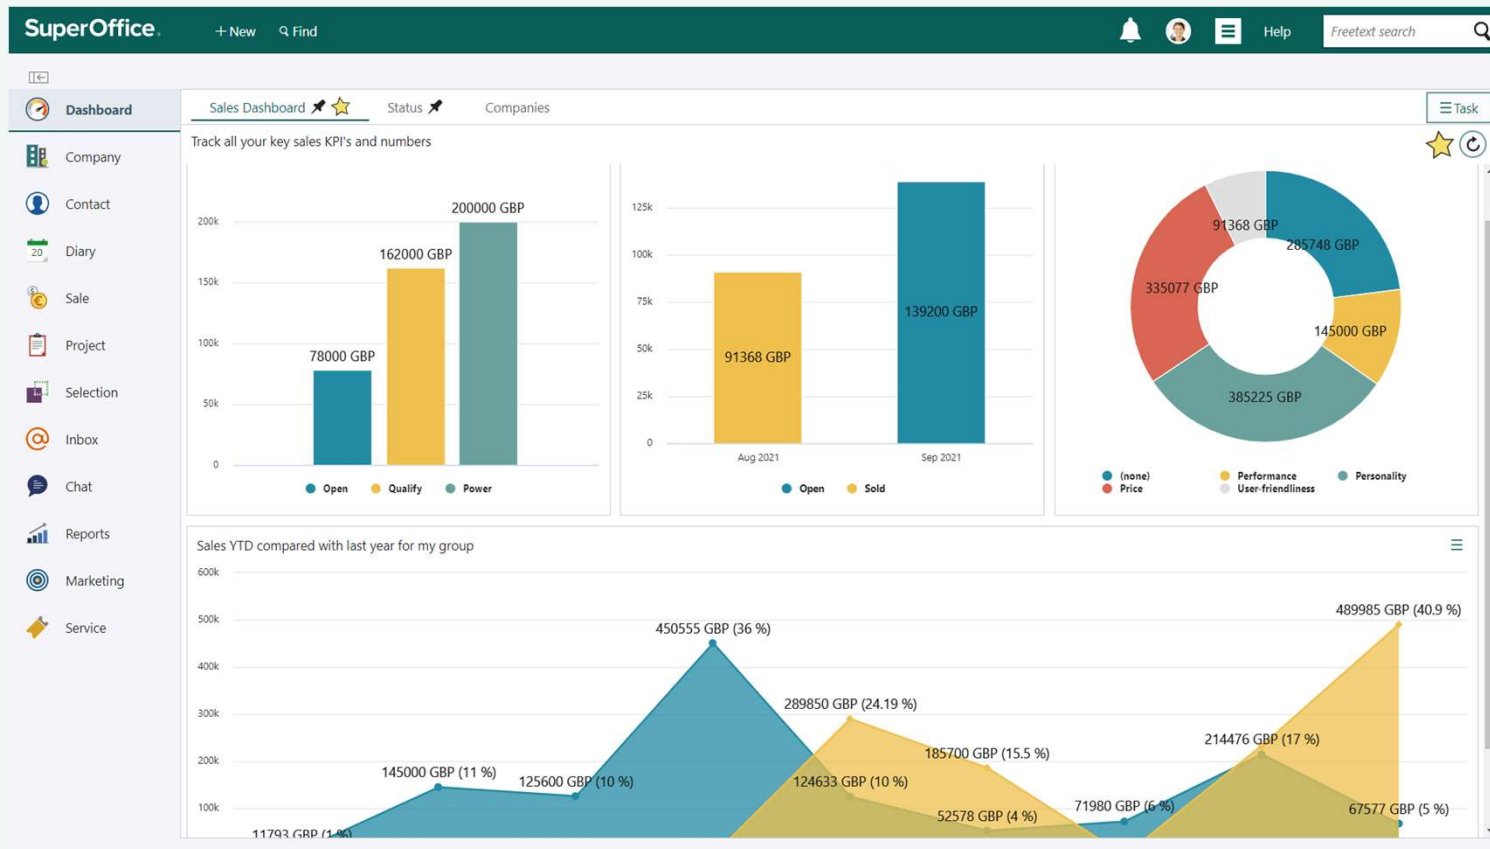 SuperOffice.
+ New
Find
Help
Freetext search
Dashboard
Company
Contact
20
Diary
Sale
Project
Selection
Inbox
Chat
Reports
Marketing
Service
Sales Dashboard
Status
Companies
Task
Track all your key sales KPI's and numbers
200k
150k
100k
50k
0
78000 GBP
162000 GBP
200000 GBP
Open
Qualify
Power
125k
100k
75k
50k
25k
0
91368 GBP
139200 GBP
Aug 2021
Sep 2021
Open
Sold
91368 GBP
285748 GBP
335077 GBP
145000 GBP
385225 GBP
(none)
Performance
Personality
Price
User-friendliness
Sales YTD compared with last year for my group
600k
500k
400k
300k
200k
100k
11793 GBP (1 %)
145000 GBP (11 %)
125600 GBP (10 %)
450555 GBP (36 %)
289850 GBP (24.19 %)
124633 GBP (10 %)
185700 GBP (15.5 %)
52578 GBP (4 %)
71980 GBP (6 %)
214476 GBP (17 %)
489985 GBP (40.9 %)
67577 GBP (5 %)